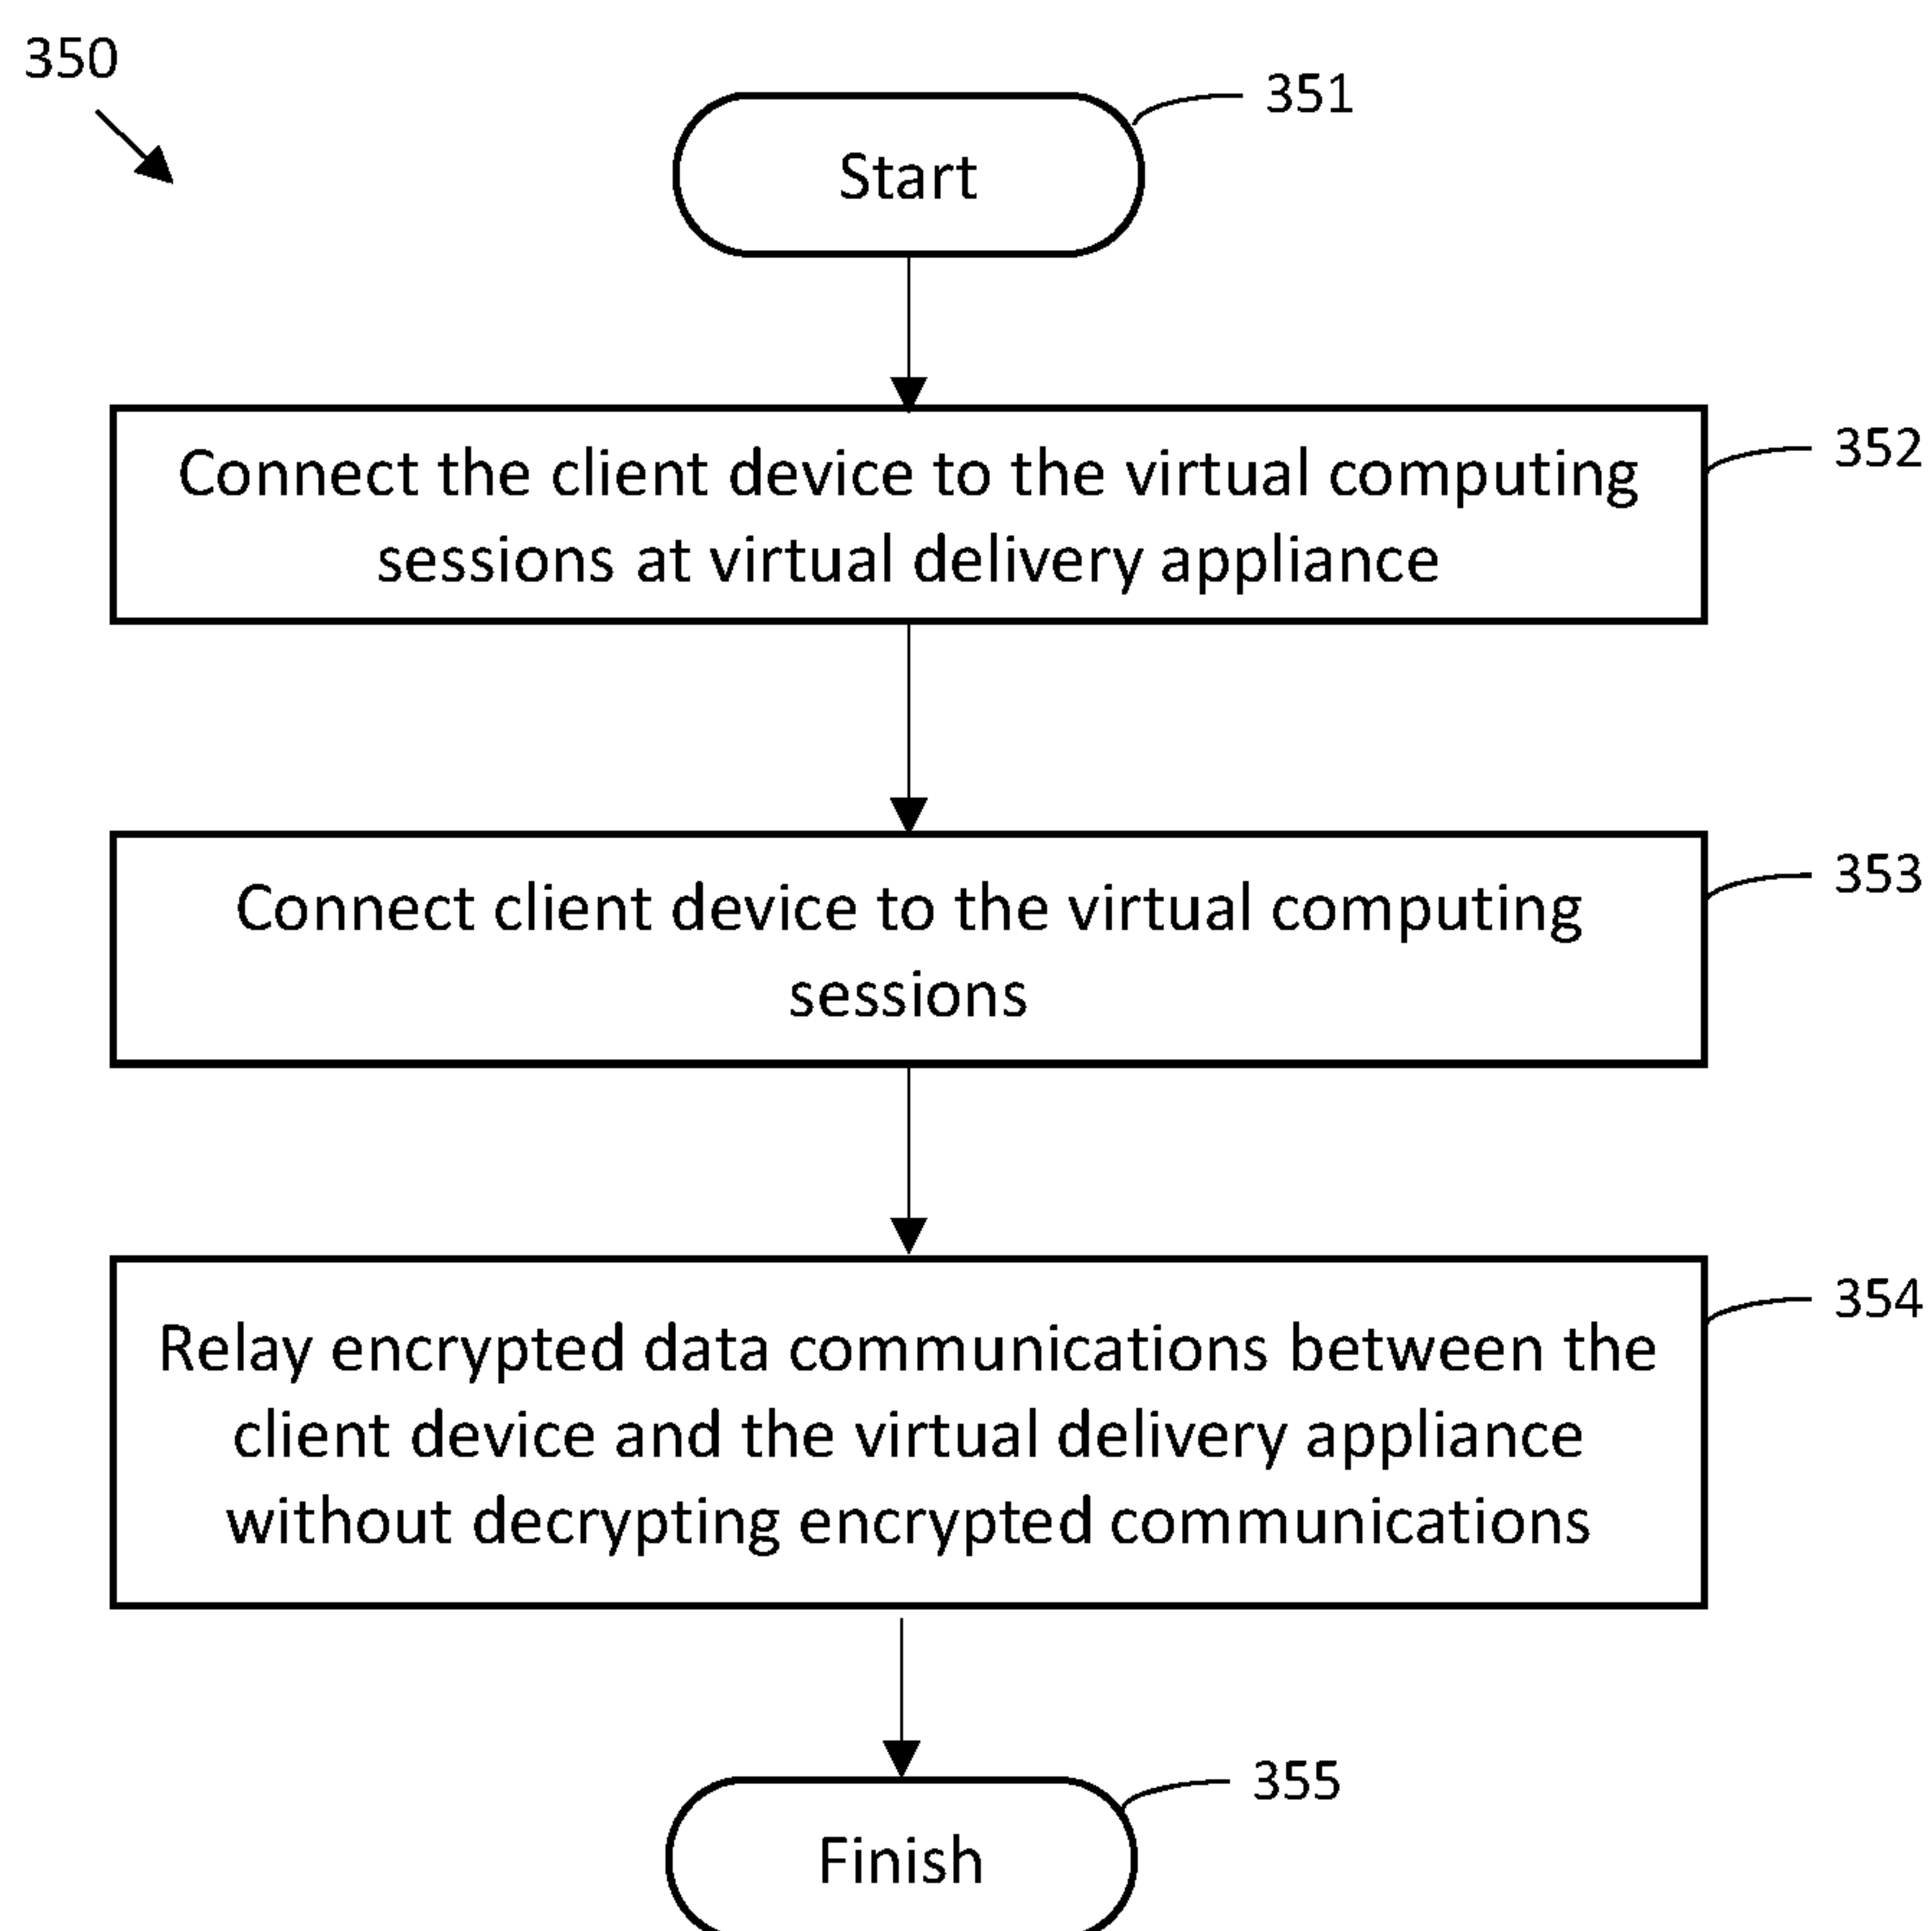 350
351
Start
352
Connect the client device to the virtual computing
sessions at virtual delivery appliance
353
Connect client device to the virtual computing
sessions
354
Relay encrypted data communications between the
client device and the virtual delivery appliance
without decrypting encrypted communications
355
Finish